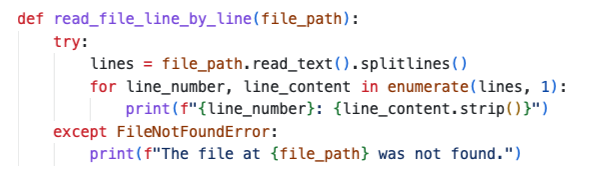 def read_file_line_by_line(file_path):
    try:
        lines = file_path.read_text().splitlines()
        for line_number, line_content in enumerate(lines, 1):
            print(f"{line_number}: {line_content.strip()}")
    except FileNotFoundError:
        print(f"The file at {file_path} was not found.")